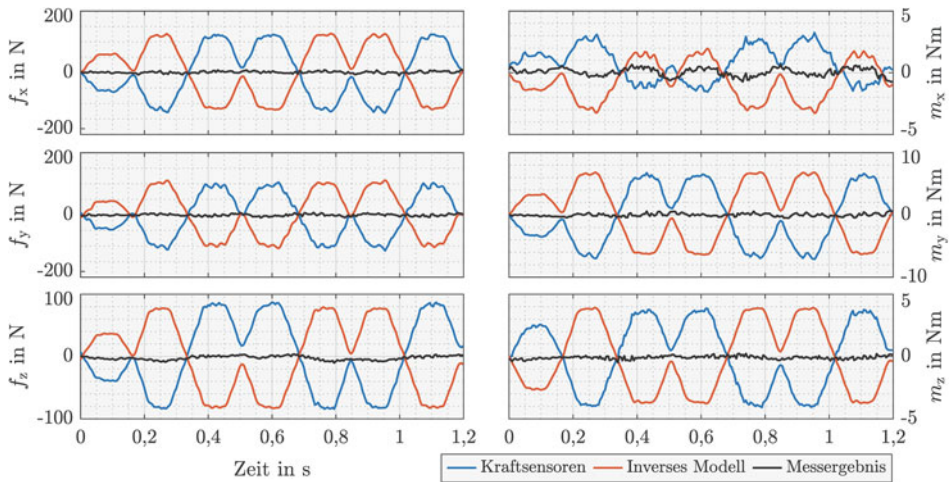 200
0
-200
f_x in N
5
0
-5
m_x in Nm
200
0
-200
f_y in N
10
0
-10
m_y in Nm
100
0
-100
f_z in N
5
0
-5
m_z in Nm
0 0,2 0,4 0,6 0,8 1 1,2
0 0,2 0,4 0,6 0,8 1 1,2
Zeit in s
Kraftsensoren Inverses Modell Messergebnis